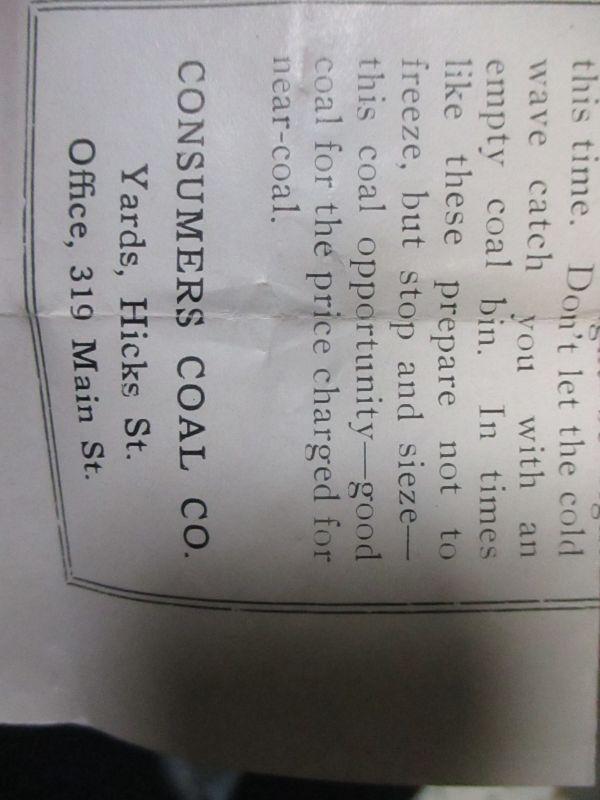 this time. Don't let the cold
wave catch you with an
empty coal bin. In times
like these prepare not to
freeze, but stop and sieze—
this coal opportunity—good
coal for the price charged for
near-coal.
CONSUMERS COAL CO.
Yards, Hicks St.
Office, 319 Main St.